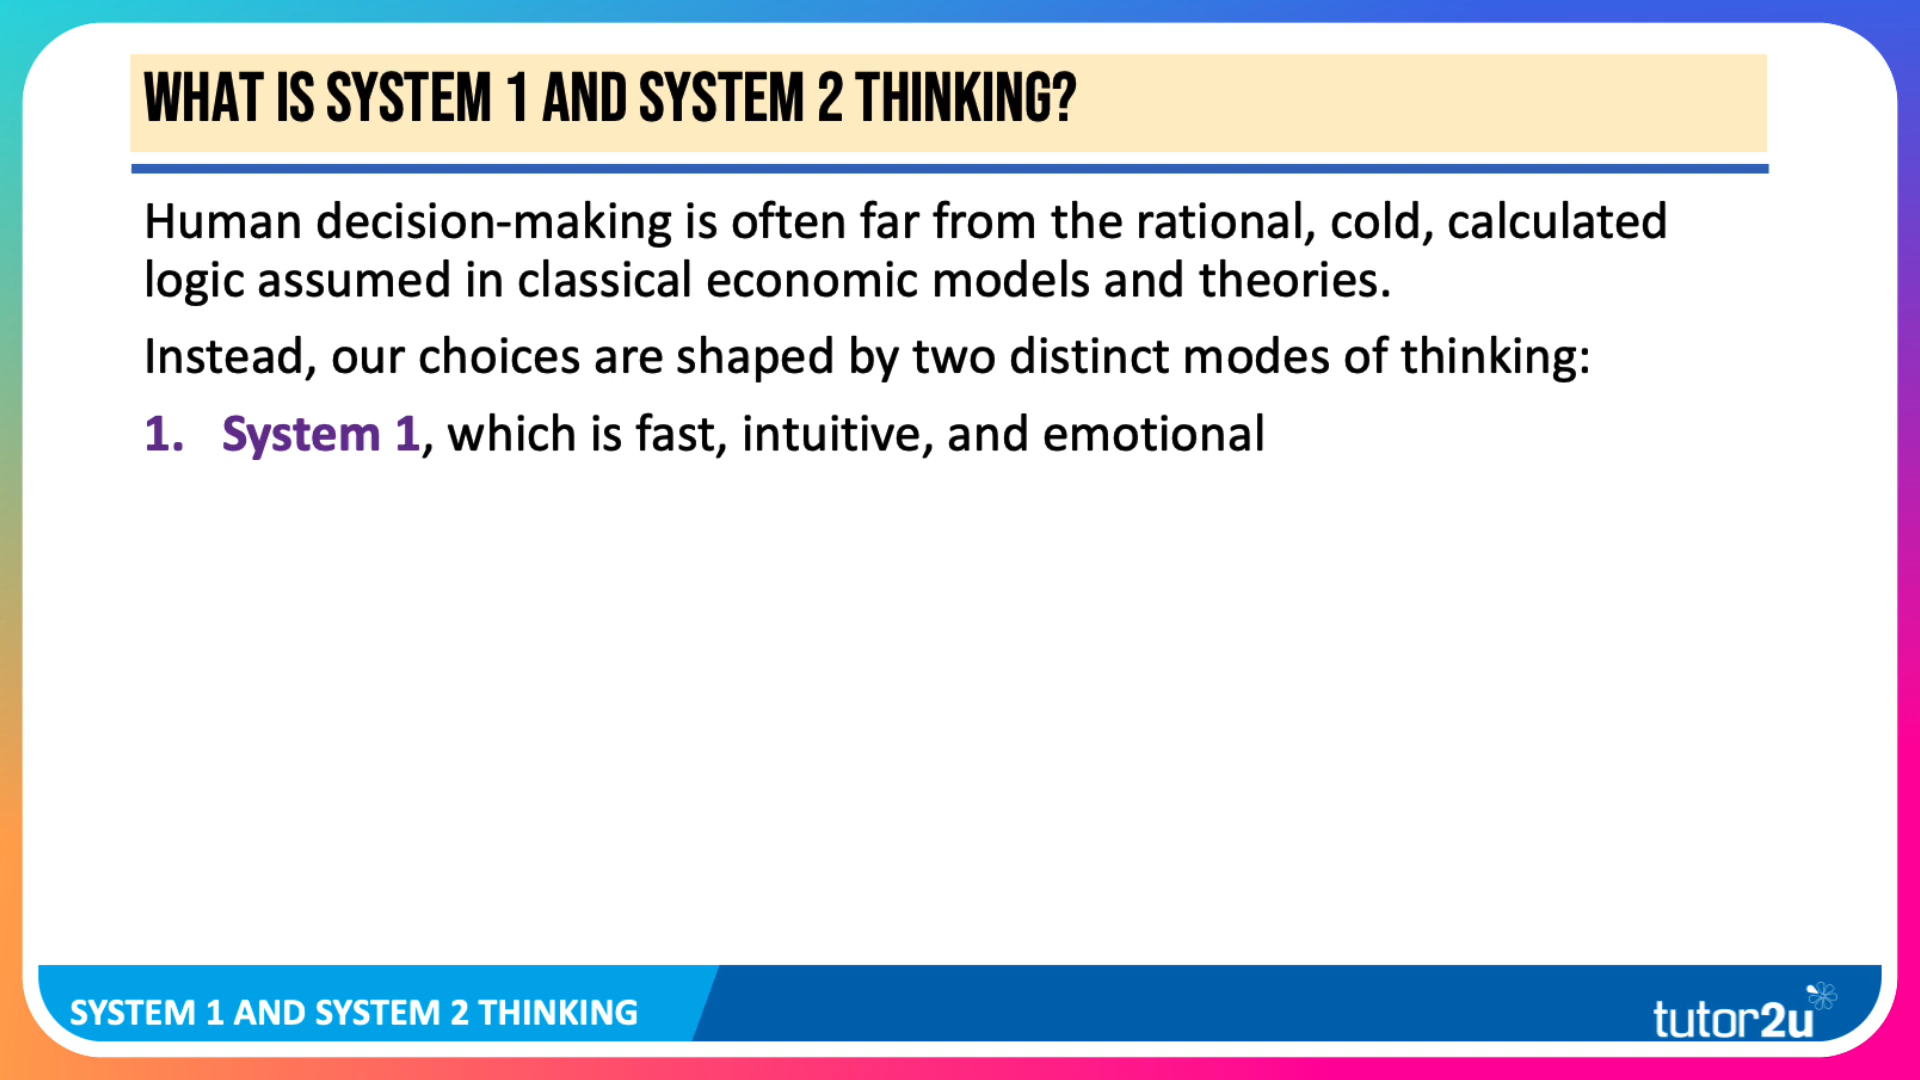 WHAT IS SYSTEM 1 AND SYSTEM 2 THINKING?
Human decision-making is often far from the rational, cold, calculated
logic assumed in classical economic models and theories.
Instead, our choices are shaped by two distinct modes of thinking:
1. System 1, which is fast, intuitive, and emotional
SYSTEM 1 AND SYSTEM 2 THINKING
tutor2u